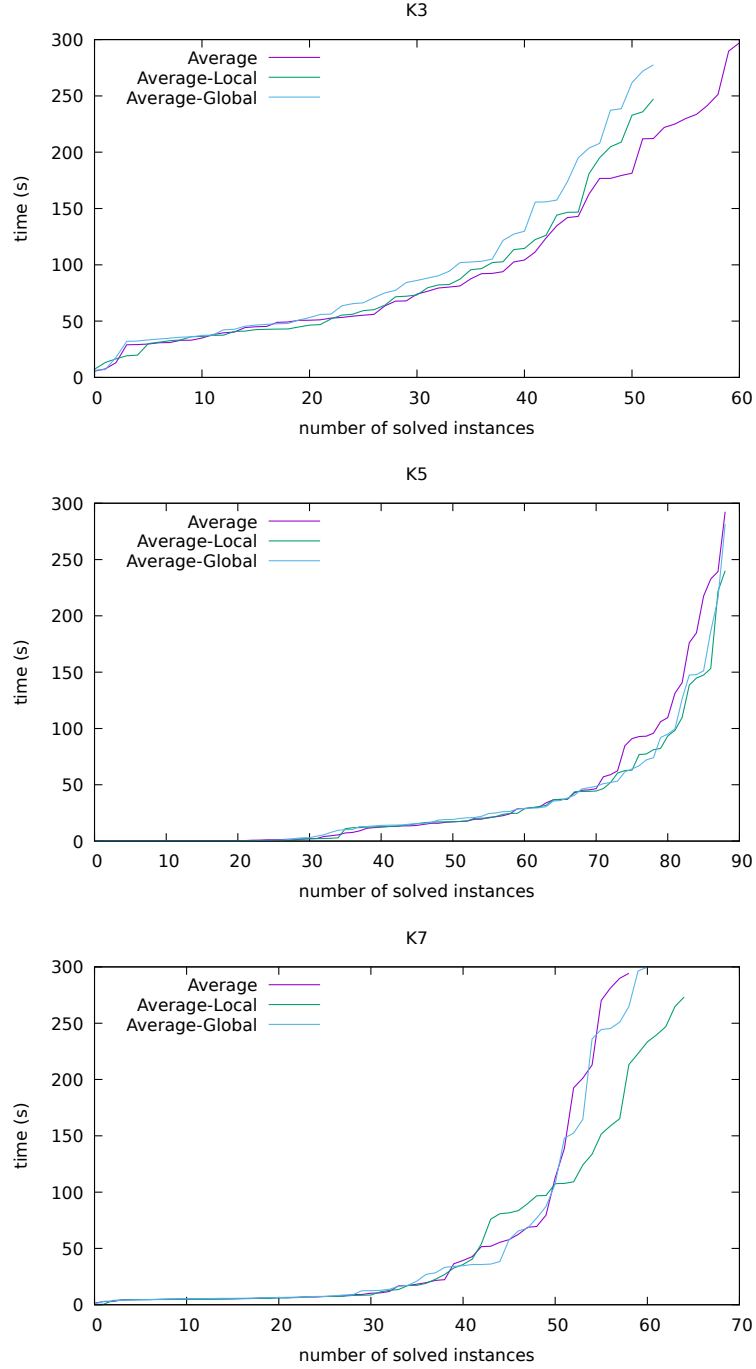 K3
300
250
200
150
100
50
0
time (s)
Average
Average-Local
Average-Global
0 10 20 30 40 50 60
number of solved instances
K5
300
250
200
150
100
50
0
time (s)
Average
Average-Local
Average-Global
0 10 20 30 40 50 60 70 80 90
number of solved instances
K7
300
250
200
150
100
50
0
time (s)
Average
Average-Local
Average-Global
0 10 20 30 40 50 60 70
number of solved instances